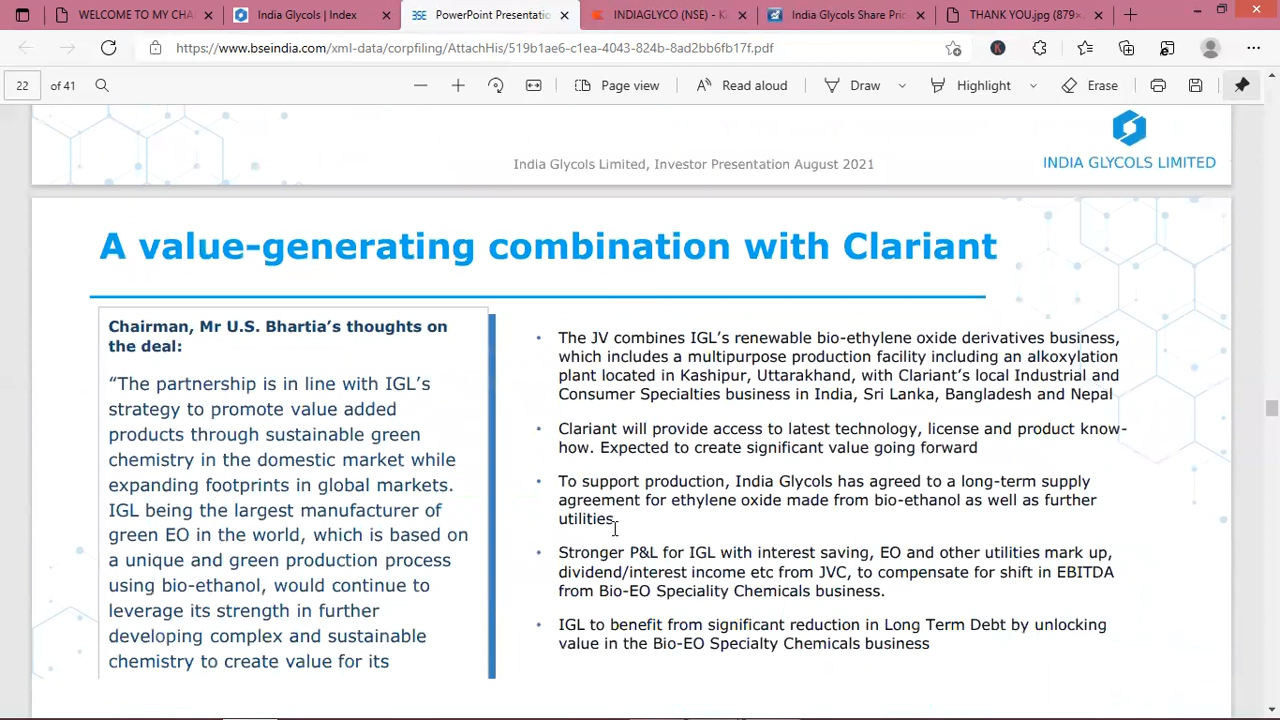 WELCOME TO MY CHA
India Glycols | Index
PowerPoint Presentatio
INDIAGLYCO (NSE) - K
India Glycols Share Pric
THANK YOU.jpg (879×
https://www.bseindia.com/xml-data/corpfiling/AttachHis/519b1ae6-c1ea-4043-824b-8ad2bb6fb17f.pdf
K
22 of 41
Page view
Read aloud
Draw
Highlight
Erase
India Glycols Limited, Investor Presentation August 2021
INDIA GLYCOLS LIMITED
A value-generating combination with Clariant
Chairman, Mr U.S. Bhartia’s thoughts on
the deal:
“The partnership is in line with IGL’s
strategy to promote value added
products through sustainable green
chemistry in the domestic market while
expanding footprints in global markets.
IGL being the largest manufacturer of
green EO in the world, which is based on
a unique and green production process
using bio-ethanol, would continue to
leverage its strength in further
developing complex and sustainable
chemistry to create value for its
• The JV combines IGL’s renewable bio-ethylene oxide derivatives business,
which includes a multipurpose production facility including an alkoxylation
plant located in Kashipur, Uttarakhand, with Clariant’s local Industrial and
Consumer Specialties business in India, Sri Lanka, Bangladesh and Nepal
• Clariant will provide access to latest technology, license and product know-
how. Expected to create significant value going forward
• To support production, India Glycols has agreed to a long-term supply
agreement for ethylene oxide made from bio-ethanol as well as further
utilities.
• Stronger P&L for IGL with interest saving, EO and other utilities mark up,
dividend/interest income etc from JVC, to compensate for shift in EBITDA
from Bio-EO Speciality Chemicals business.
• IGL to benefit from significant reduction in Long Term Debt by unlocking
value in the Bio-EO Specialty Chemicals business